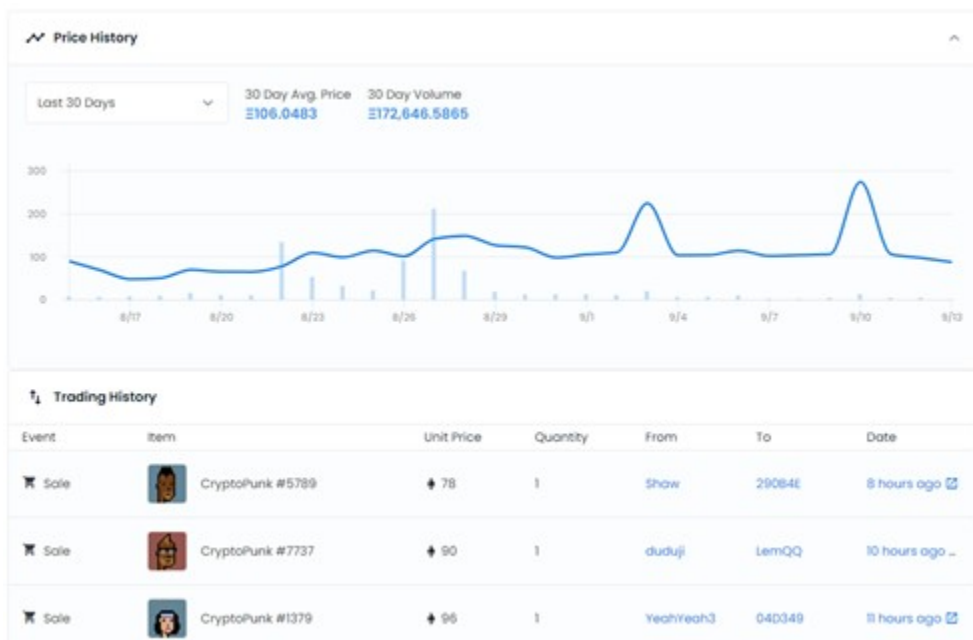 Price History
Last 30 Days
30 Day Avg. Price 30 Day Volume
Ξ106.0483 Ξ172,646.5865
300
200
100
0
8/17 8/20 8/23 8/26 8/29 9/1 9/4 9/7 9/10 9/13
Trading History
Event Item Unit Price Quantity From To Date
Sale CryptoPunk #5789 78 1 Shaw 290B4E 8 hours ago
Sale CryptoPunk #7737 90 1 duduji LemQQ 10 hours ago ...
Sale CryptoPunk #1379 96 1 YeahYeah3 04D349 11 hours ago